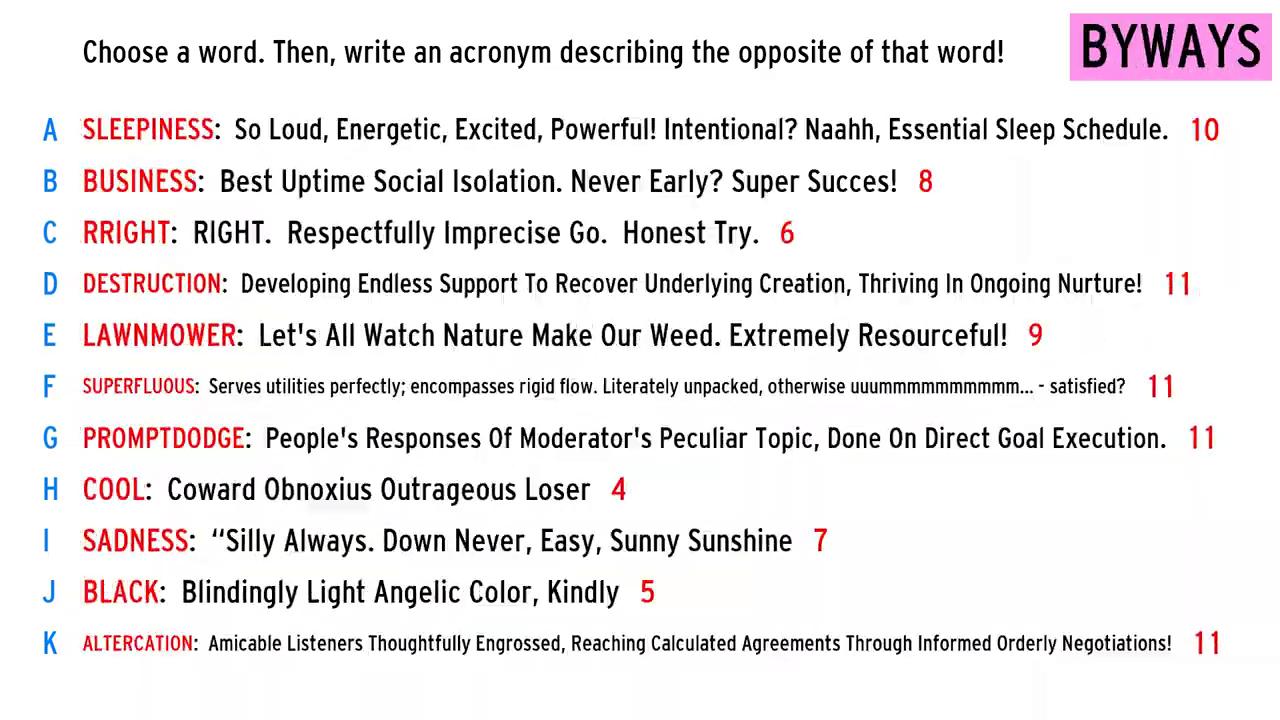 Choose a word. Then, write an acronym describing the opposite of that word!
BYWAYS
A SLEEPINESS: So Loud, Energetic, Excited, Powerful! Intentional? Naahh, Essential Sleep Schedule. 10
B BUSINESS: Best Uptime Social Isolation. Never Early? Super Succes! 8
C RRIGHT: RIGHT. Respectfully Imprecise Go. Honest Try. 6
D DESTRUCTION: Developing Endless Support To Recover Underlying Creation, Thriving In Ongoing Nurture! 11
E LAWNMOWER: Let's All Watch Nature Make Our Weed. Extremely Resourceful! 9
F SUPERFLUOUS: Serves utilities perfectly; encompasses rigid flow. Literately unpacked, otherwise uuummmmmmmmmm... - satisfied? 11
G PROMPTDODGE: People's Responses Of Moderator's Peculiar Topic, Done On Direct Goal Execution. 11
H COOL: Coward Obnoxius Outrageous Loser 4
I SADNESS: “Silly Always. Down Never, Easy, Sunny Sunshine 7
J BLACK: Blindingly Light Angelic Color, Kindly 5
K ALTERCATION: Amicable Listeners Thoughtfully Engrossed, Reaching Calculated Agreements Through Informed Orderly Negotiations! 11